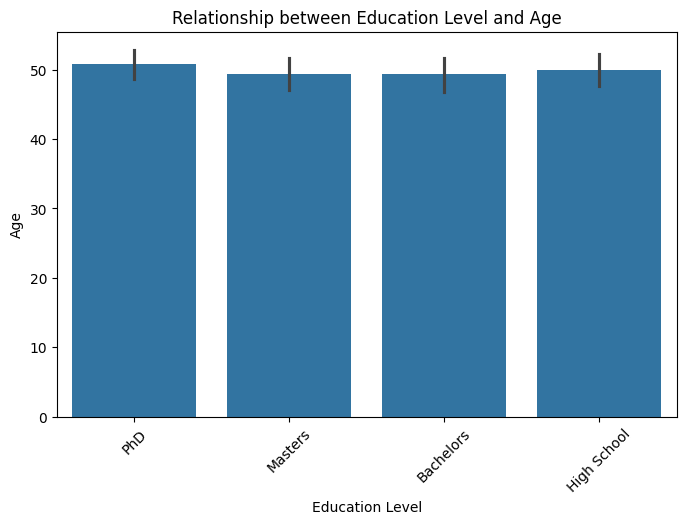 Relationship between Education Level and Age
Age
50
40
30
20
10
0
PhD
Masters
Bachelors
High School
Education Level